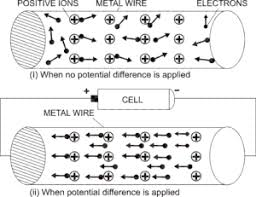 POSITIVE IONS METAL WIRE ELECTRONS
(i) When no potential difference is applied
+ CELL -
METAL WIRE
(ii) When potential difference is applied